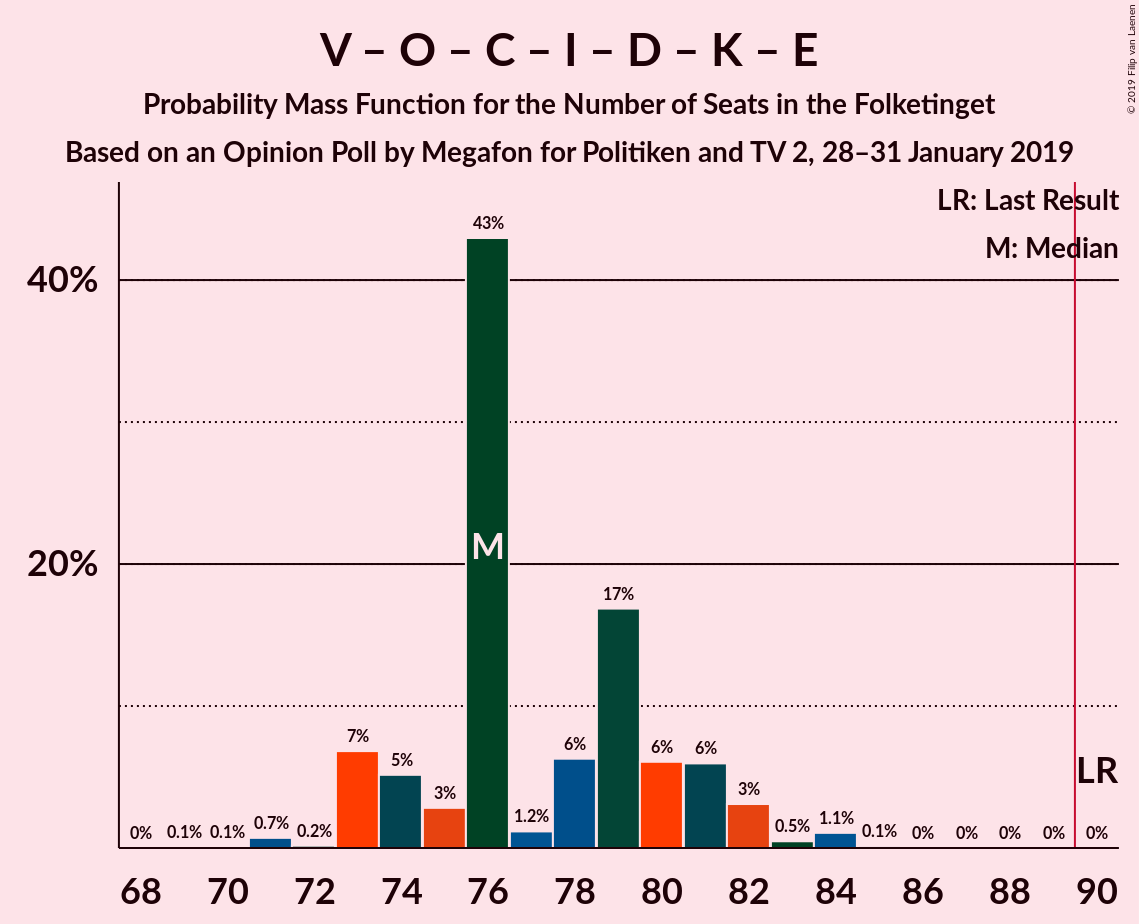 V – O – C – I – D – K – E
Probability Mass Function for the Number of Seats in the Folketinget
Based on an Opinion Poll by Megafon for Politiken and TV 2, 28–31 January 2019
© 2019 Filip van Laenen
LR: Last Result
M: Median
43%
40%
M
20%
17%
7%
5%
3%
6%
6%
6%
3%
LR
0% 0.1% 0.1% 0.7% 0.2% 1.2% 0.5% 1.1% 0.1% 0% 0% 0% 0% 0%
68 70 72 74 76 78 80 82 84 86 88 90